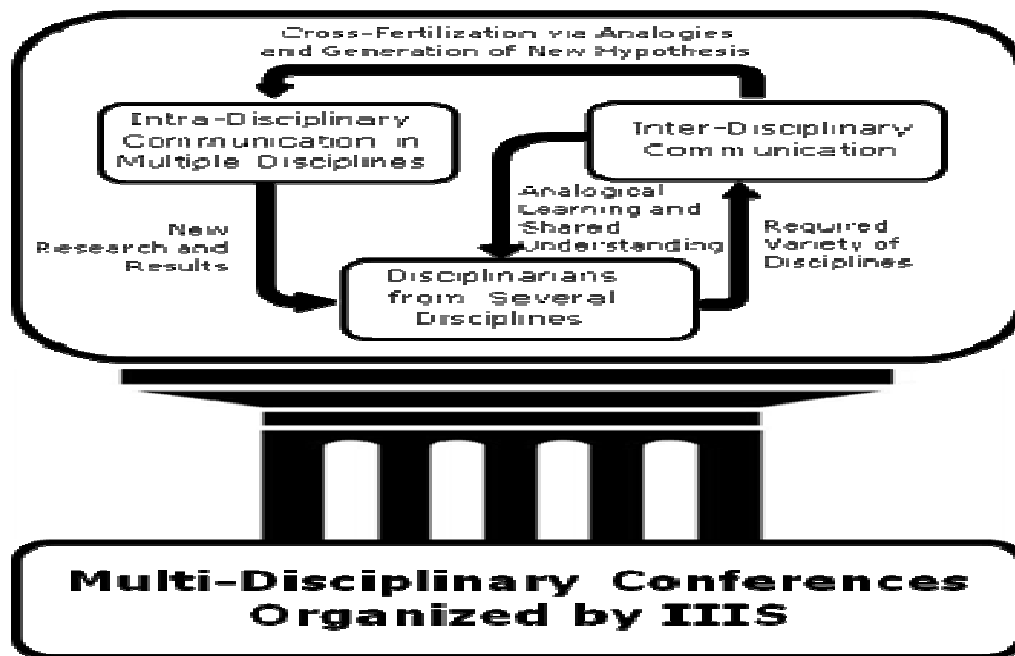 Cross-Fertilization via Analogies
and Generation of New Hypothesis
Intra-Disciplinary
Communication in
Multiple Disciplines
Inter-Disciplinary
Communication
New
Research and
Results
Analogical
Learning and
Shared
Understanding
Required
Variety of
Disciplines
Disciplinarians
from Several
Disciplines
Multi-Disciplinary Conferences
Organized by IIIS